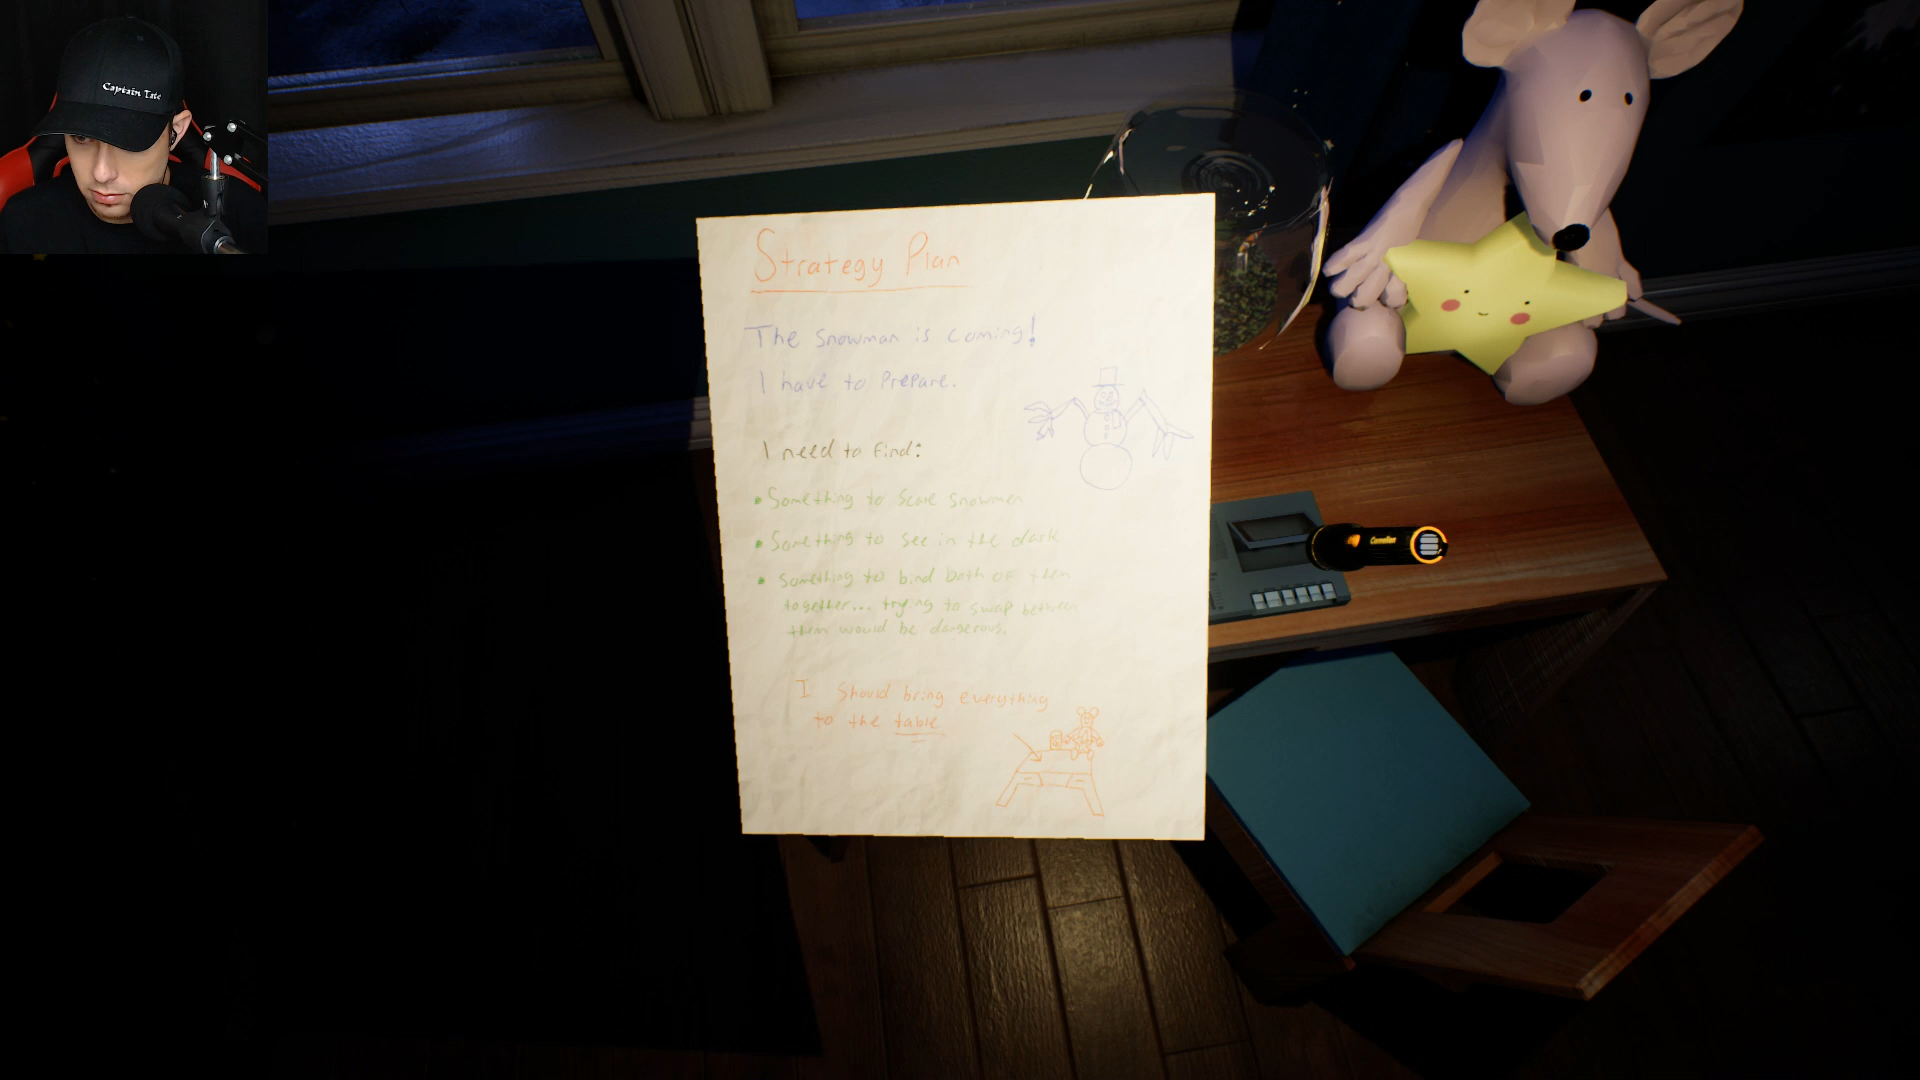 Captain Tate
Strategy Plan
The snowman is coming!
I have to prepare.
I need to find:
• Something to scare snowmen
• Something to see in the dark
• Something to bind both of them
together... trying to swap between
them would be dangerous.
I should bring everything
to the table